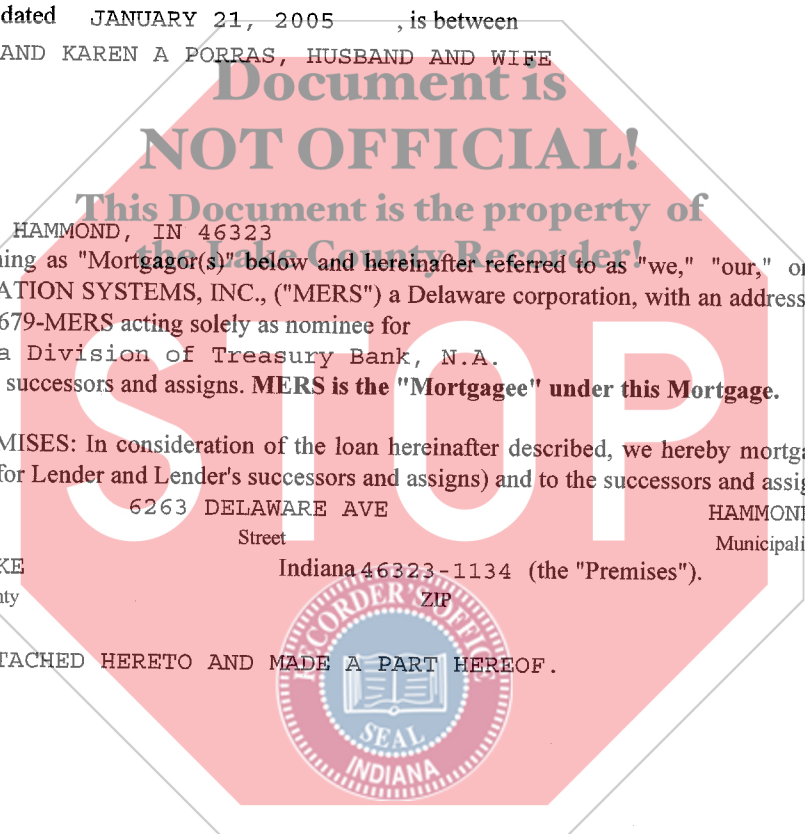 dated JANUARY 21, 2005 , is between
AND KAREN A PORRAS, HUSBAND AND WIFE
Document is
NOT OFFICIAL!
This Document is the property of
HAMMOND, IN 46323
the Lake County Recorder!
ning as "Mortgagor(s)" below and hereinafter referred to as "we," "our," o
ATION SYSTEMS, INC., ("MERS") a Delaware corporation, with an address
679-MERS acting solely as nominee for
a Division of Treasury Bank, N.A.
successors and assigns. MERS is the "Mortgagee" under this Mortgage.
STOP
MISES: In consideration of the loan hereinafter described, we hereby mortga
for Lender and Lender's successors and assigns) and to the successors and assig
6263 DELAWARE AVE HAMMOND
Street Municipali
KE Indiana 46323-1134 (the "Premises").
nty ZIP
RECORDER'S OFFICE
TACHED HERETO AND MADE A PART HEREOF.
SEAL
INDIANA